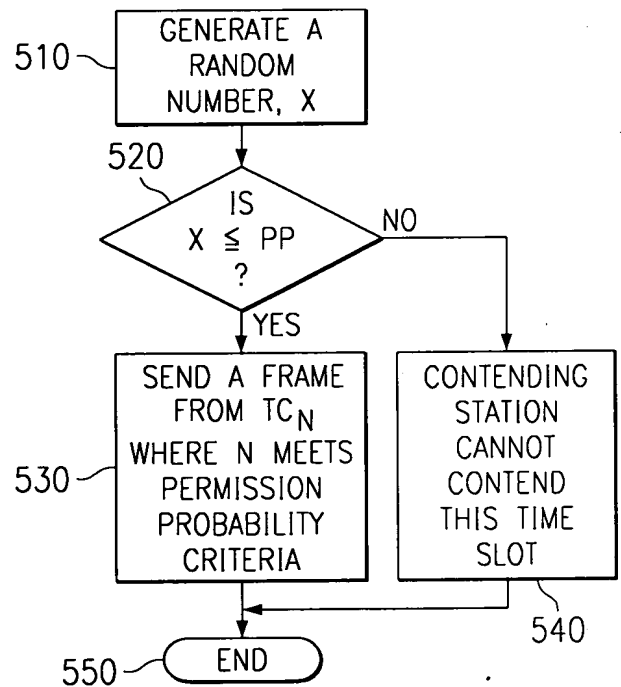 GENERATE A
RANDOM
NUMBER, X
510
520
IS
X ≦ PP
?
NO
YES
SEND A FRAME
FROM TC_N
WHERE N MEETS
PERMISSION
PROBABILITY
CRITERIA
530
CONTENDING
STATION
CANNOT
CONTEND
THIS TIME
SLOT
540
END
550